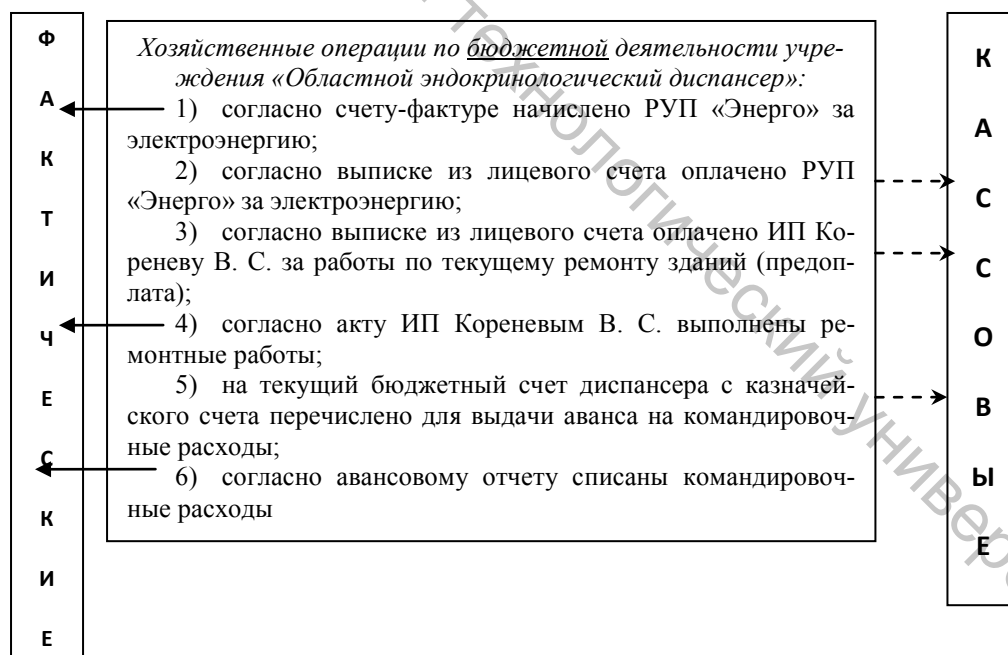 Ф
А
К
Т
И
Ч
Е
С
К
И
Е
Хозяйственные операции по бюджетной деятельности учре-
ждения «Областной эндокринологический диспансер»:
1) согласно счету-фактуре начислено РУП «Энерго» за
электроэнергию;
2) согласно выписке из лицевого счета оплачено РУП
«Энерго» за электроэнергию;
3) согласно выписке из лицевого счета оплачено ИП Ко-
реневу В. С. за работы по текущему ремонту зданий (предоп-
лата);
4) согласно акту ИП Кореневым В. С. выполнены ре-
монтные работы;
5) на текущий бюджетный счет диспансера с казначей-
ского счета перечислено для выдачи аванса на командировоч-
ные расходы;
6) согласно авансовому отчету списаны командировоч-
ные расходы
К
А
С
С
О
В
Ы
Е
технологический универс